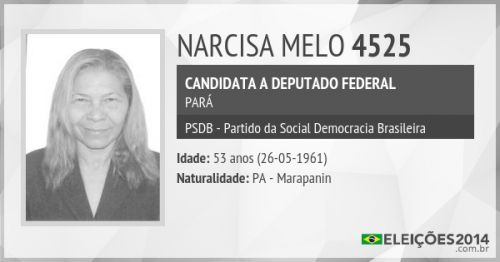 NARCISA MELO 4525
CANDIDATA A DEPUTADO FEDERAL
PARÁ
PSDB - Partido da Social Democracia Brasileira
Idade: 53 anos (26-05-1961)
Naturalidade: PA - Marapanin
ELEIÇÕES2014
.com.br